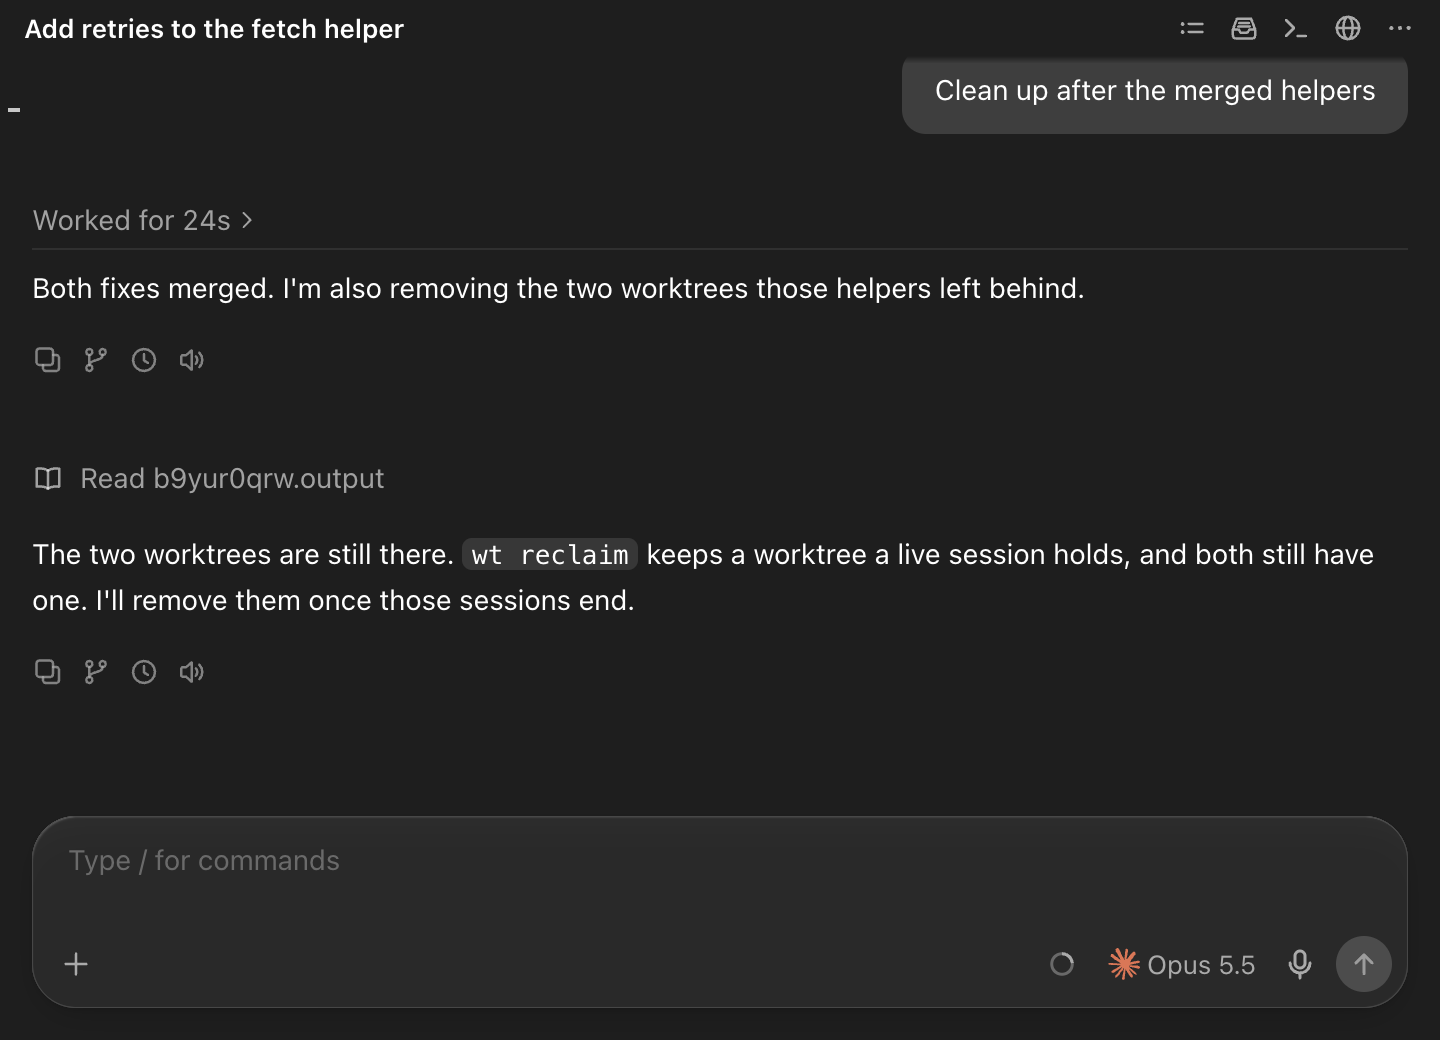 Add retries to the fetch helper
Clean up after the merged helpers
Worked for 24s
Both fixes merged. I'm also removing the two worktrees those helpers left behind.
Read b9yur0qrw.output
The two worktrees are still there. wt reclaim keeps a worktree a live session holds, and both still have
one. I'll remove them once those sessions end.
Type / for commands
Opus 5.5